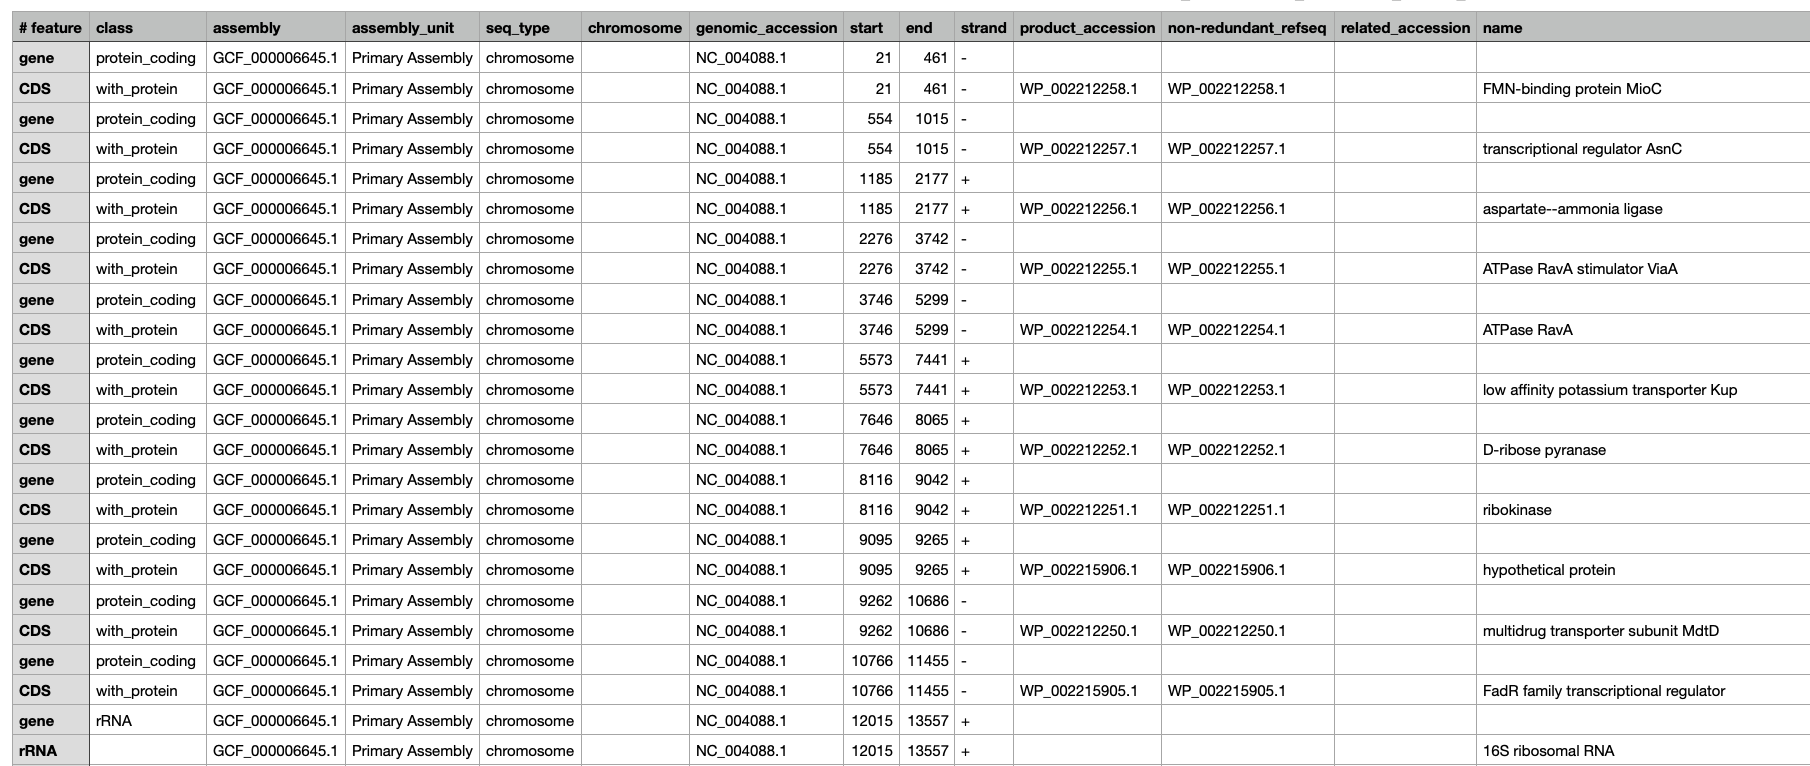 # feature class assembly assembly_unit seq_type chromosome genomic_accession start end strand product_accession non-redundant_refseq related_accession name
gene protein_coding GCF_000006645.1 Primary Assembly chromosome NC_004088.1 21 461 -
CDS with_protein GCF_000006645.1 Primary Assembly chromosome NC_004088.1 21 461 - WP_002212258.1 WP_002212258.1 FMN-binding protein MioC
gene protein_coding GCF_000006645.1 Primary Assembly chromosome NC_004088.1 554 1015 -
CDS with_protein GCF_000006645.1 Primary Assembly chromosome NC_004088.1 554 1015 - WP_002212257.1 WP_002212257.1 transcriptional regulator AsnC
gene protein_coding GCF_000006645.1 Primary Assembly chromosome NC_004088.1 1185 2177 +
CDS with_protein GCF_000006645.1 Primary Assembly chromosome NC_004088.1 1185 2177 + WP_002212256.1 WP_002212256.1 aspartate--ammonia ligase
gene protein_coding GCF_000006645.1 Primary Assembly chromosome NC_004088.1 2276 3742 -
CDS with_protein GCF_000006645.1 Primary Assembly chromosome NC_004088.1 2276 3742 - WP_002212255.1 WP_002212255.1 ATPase RavA stimulator ViaA
gene protein_coding GCF_000006645.1 Primary Assembly chromosome NC_004088.1 3746 5299 -
CDS with_protein GCF_000006645.1 Primary Assembly chromosome NC_004088.1 3746 5299 - WP_002212254.1 WP_002212254.1 ATPase RavA
gene protein_coding GCF_000006645.1 Primary Assembly chromosome NC_004088.1 5573 7441 +
CDS with_protein GCF_000006645.1 Primary Assembly chromosome NC_004088.1 5573 7441 + WP_002212253.1 WP_002212253.1 low affinity potassium transporter Kup
gene protein_coding GCF_000006645.1 Primary Assembly chromosome NC_004088.1 7646 8065 +
CDS with_protein GCF_000006645.1 Primary Assembly chromosome NC_004088.1 7646 8065 + WP_002212252.1 WP_002212252.1 D-ribose pyranase
gene protein_coding GCF_000006645.1 Primary Assembly chromosome NC_004088.1 8116 9042 +
CDS with_protein GCF_000006645.1 Primary Assembly chromosome NC_004088.1 8116 9042 + WP_002212251.1 WP_002212251.1 ribokinase
gene protein_coding GCF_000006645.1 Primary Assembly chromosome NC_004088.1 9095 9265 +
CDS with_protein GCF_000006645.1 Primary Assembly chromosome NC_004088.1 9095 9265 + WP_002215906.1 WP_002215906.1 hypothetical protein
gene protein_coding GCF_000006645.1 Primary Assembly chromosome NC_004088.1 9262 10686 -
CDS with_protein GCF_000006645.1 Primary Assembly chromosome NC_004088.1 9262 10686 - WP_002212250.1 WP_002212250.1 multidrug transporter subunit MdtD
gene protein_coding GCF_000006645.1 Primary Assembly chromosome NC_004088.1 10766 11455 -
CDS with_protein GCF_000006645.1 Primary Assembly chromosome NC_004088.1 10766 11455 - WP_002215905.1 WP_002215905.1 FadR family transcriptional regulator
gene rRNA GCF_000006645.1 Primary Assembly chromosome NC_004088.1 12015 13557 +
rRNA GCF_000006645.1 Primary Assembly chromosome NC_004088.1 12015 13557 + 16S ribosomal RNA